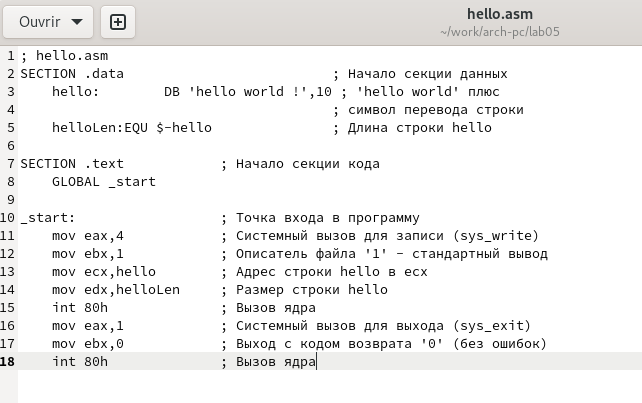 Ouvrir
hello.asm
~/work/arch-pc/lab05
1 ; hello.asm
2 SECTION .data                          ; Начало секции данных
3     hello:        DB 'hello world !',10 ; 'hello world' плюс
4                                        ; символ перевода строки
5     helloLen:EQU $-hello               ; Длина строки hello
6
7 SECTION .text            ; Начало секции кода
8     GLOBAL _start
9
10 _start:                  ; Точка входа в программу
11     mov eax,4            ; Системный вызов для записи (sys_write)
12     mov ebx,1            ; Описатель файла '1' - стандартный вывод
13     mov ecx,hello        ; Адрес строки hello в ecx
14     mov edx,helloLen     ; Размер строки hello
15     int 80h              ; Вызов ядра
16     mov eax,1            ; Системный вызов для выхода (sys_exit)
17     mov ebx,0            ; Выход с кодом возврата '0' (без ошибок)
18     int 80h              ; Вызов ядра